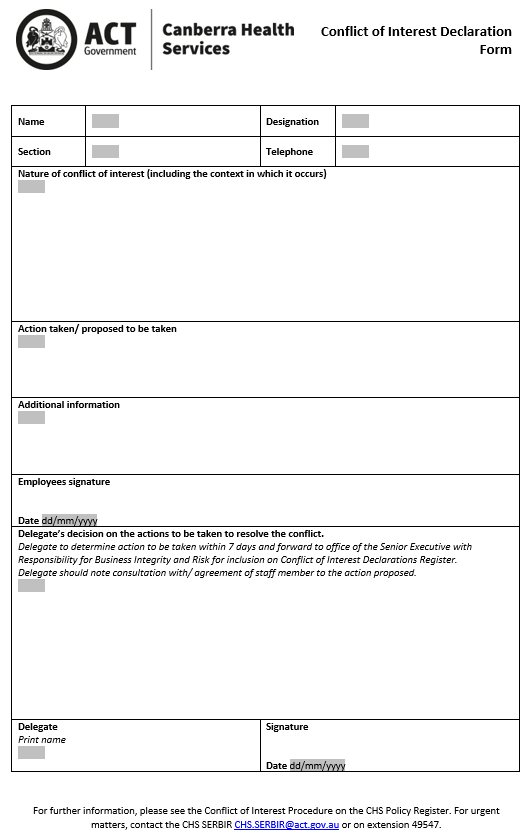 ACT
Government
Canberra Health
Services
Conflict of Interest Declaration
Form
Name
Designation
Section
Telephone
Nature of conflict of interest (including the context in which it occurs)
Action taken/ proposed to be taken
Additional information
Employees signature
Date dd/mm/yyyy
Delegate's decision on the actions to be taken to resolve the conflict.
Delegate to determine action to be taken within 7 days and forward to office of the Senior Executive with
Responsibility for Business Integrity and Risk for inclusion on Conflict of Interest Declarations Register.
Delegate should note consultation with/ agreement of staff member to the action proposed.
Delegate
Print name
Signature
Date dd/mm/yyyy
For further information, please see the Conflict of Interest Procedure on the CHS Policy Register. For urgent
matters, contact the CHS SERBIR CHS.SERBIR@act.gov.au or on extension 49547.